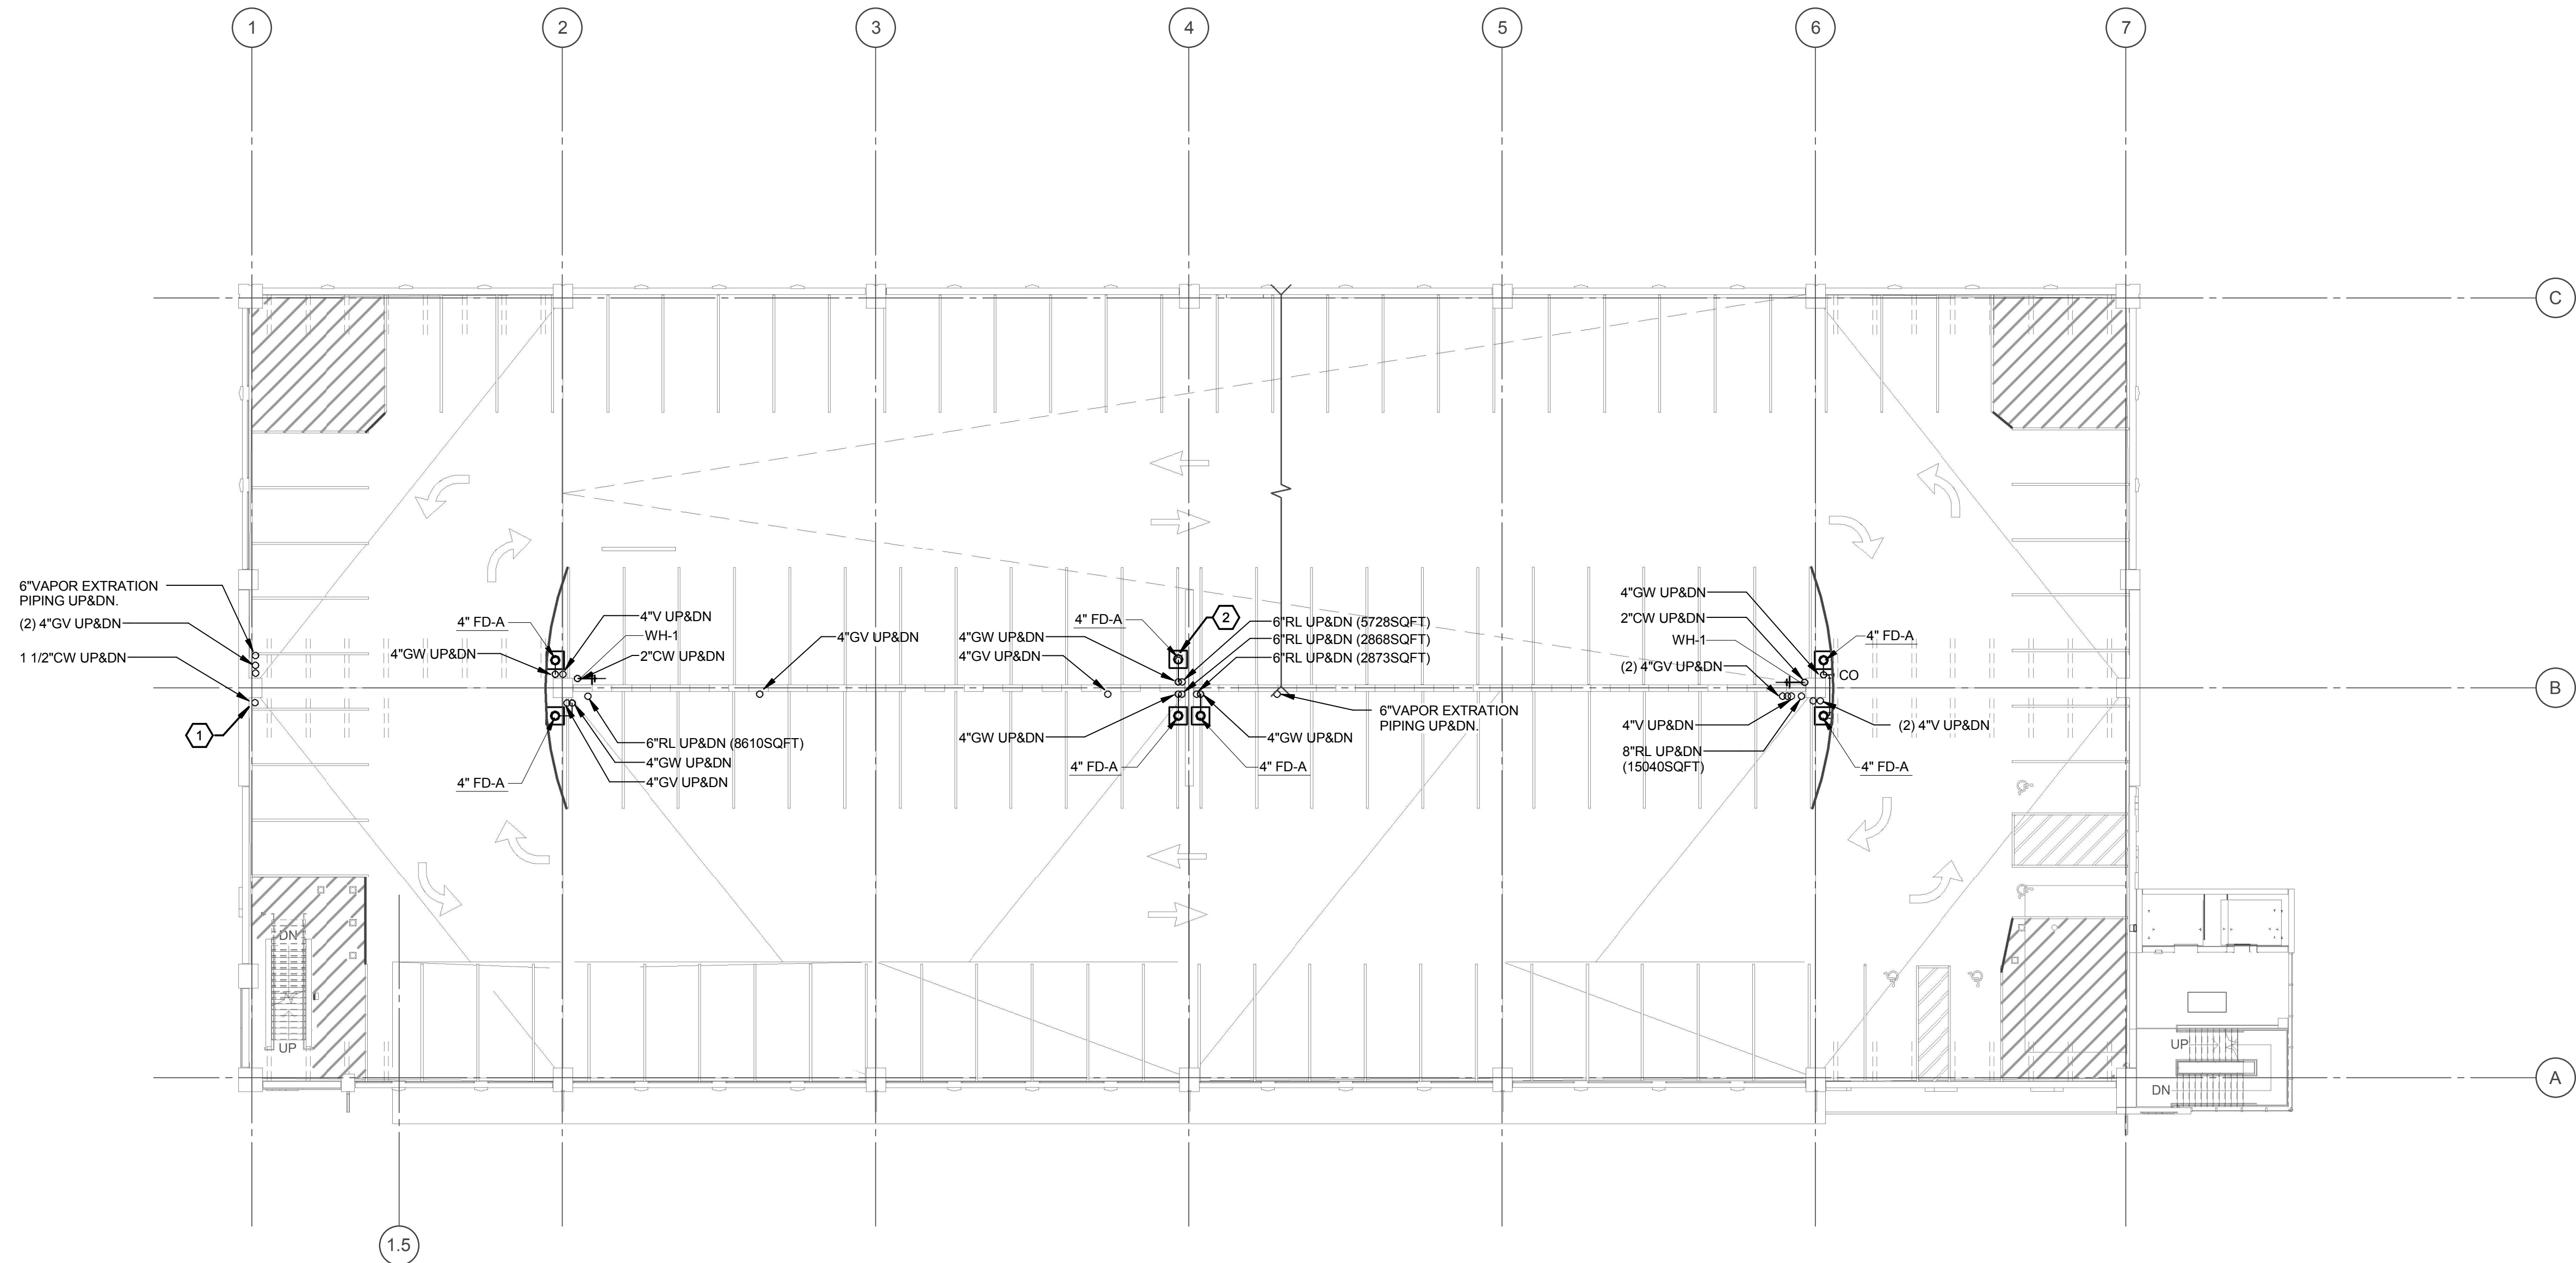 1
2
3
4
5
6
7
C
6"VAPOR EXTRATION
PIPING UP&DN.
(2) 4"GV UP&DN
1 1/2"CW UP&DN
1
4" FD-A
4"GW UP&DN
4"V UP&DN
WH-1
2"CW UP&DN
4" FD-A
6"RL UP&DN (8610SQFT)
4"GW UP&DN
4"GV UP&DN
4"GV UP&DN
4" FD-A
2
4"GW UP&DN
4"GV UP&DN
6"RL UP&DN (5728SQFT)
6"RL UP&DN (2868SQFT)
6"RL UP&DN (2873SQFT)
4"GW UP&DN
4" FD-A
4"GW UP&DN
4" FD-A
6"VAPOR EXTRATION
PIPING UP&DN.
4"GW UP&DN
2"CW UP&DN
WH-1
(2) 4"GV UP&DN
4"V UP&DN
8"RL UP&DN
(15040SQFT)
4" FD-A
CO
(2) 4"V UP&DN
4" FD-A
B
DN
UP
UP
DN
A
1.5